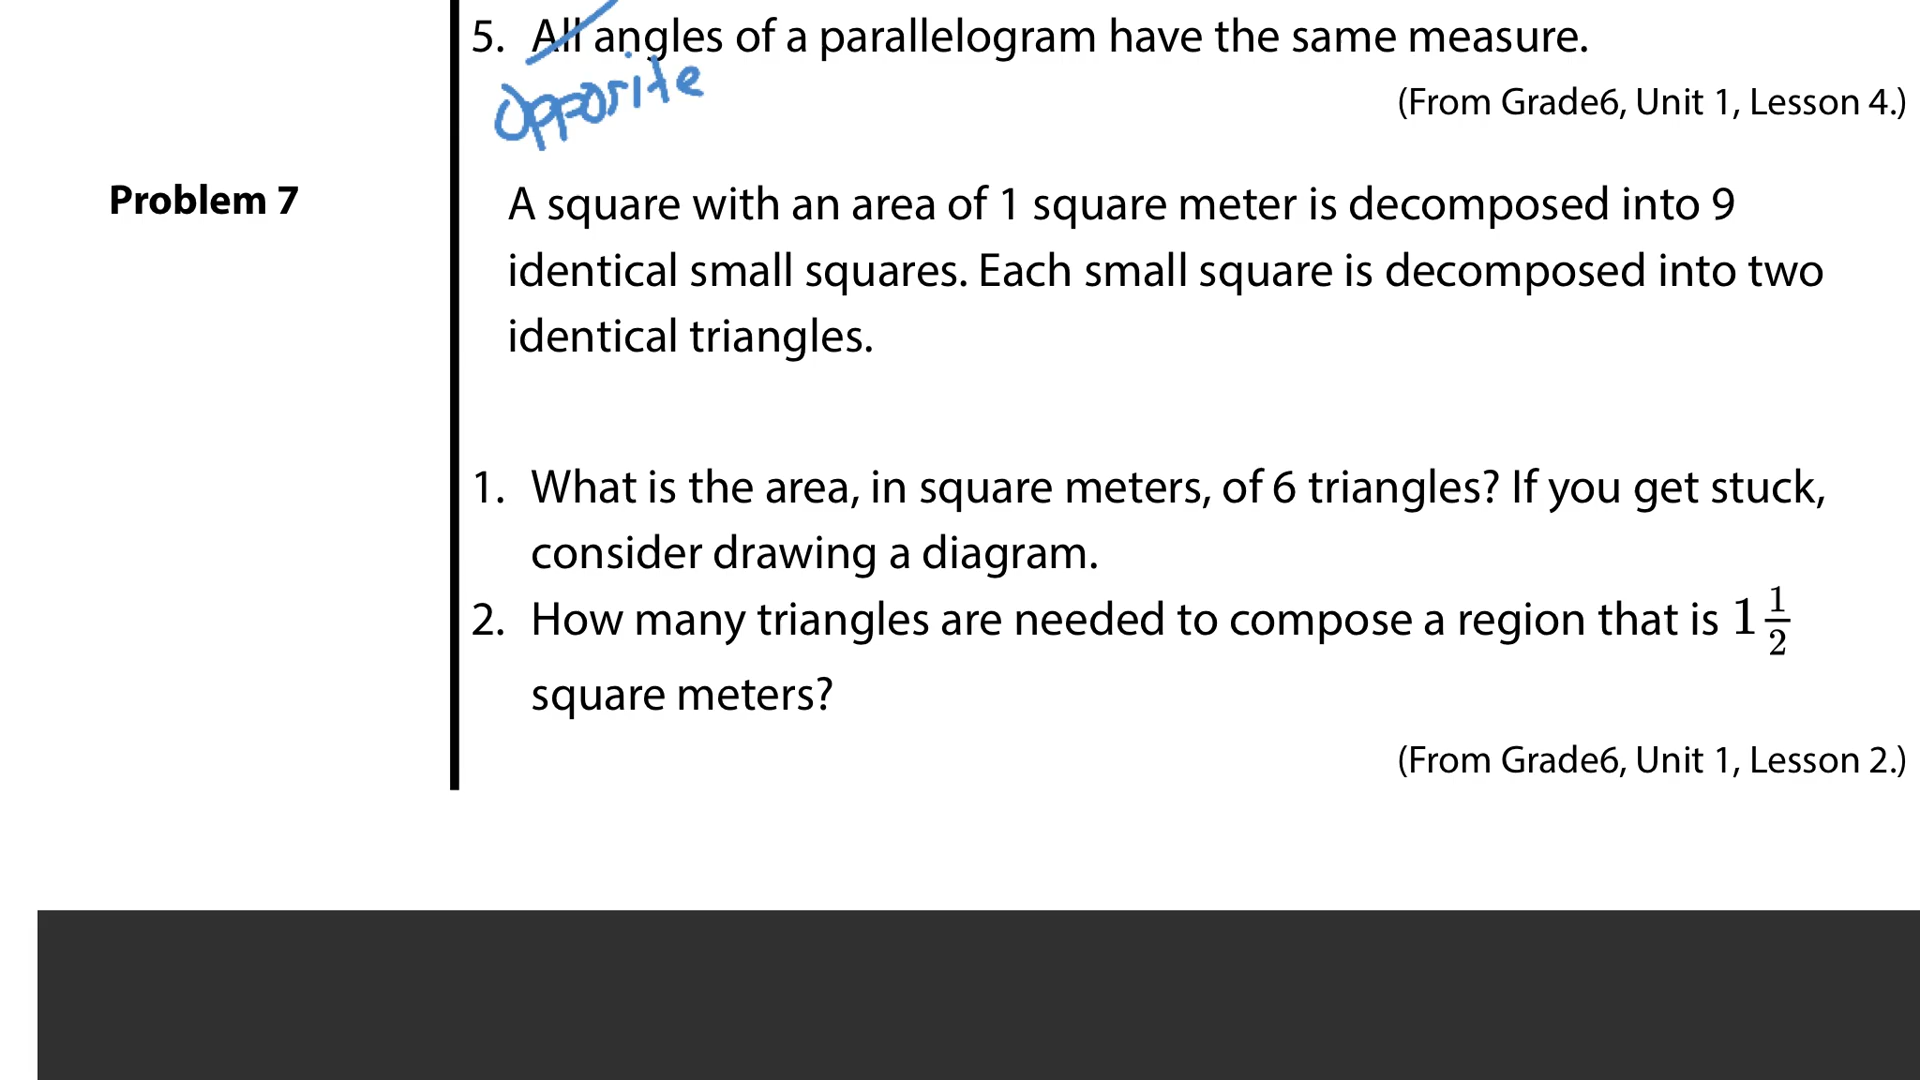 5. All angles of a parallelogram have the same measure.
opposite
(From Grade6, Unit 1, Lesson 4.)
Problem 7
A square with an area of 1 square meter is decomposed into 9
identical small squares. Each small square is decomposed into two
identical triangles.
1. What is the area, in square meters, of 6 triangles? If you get stuck,
consider drawing a diagram.
2. How many triangles are needed to compose a region that is 1 1/2
square meters?
(From Grade6, Unit 1, Lesson 2.)